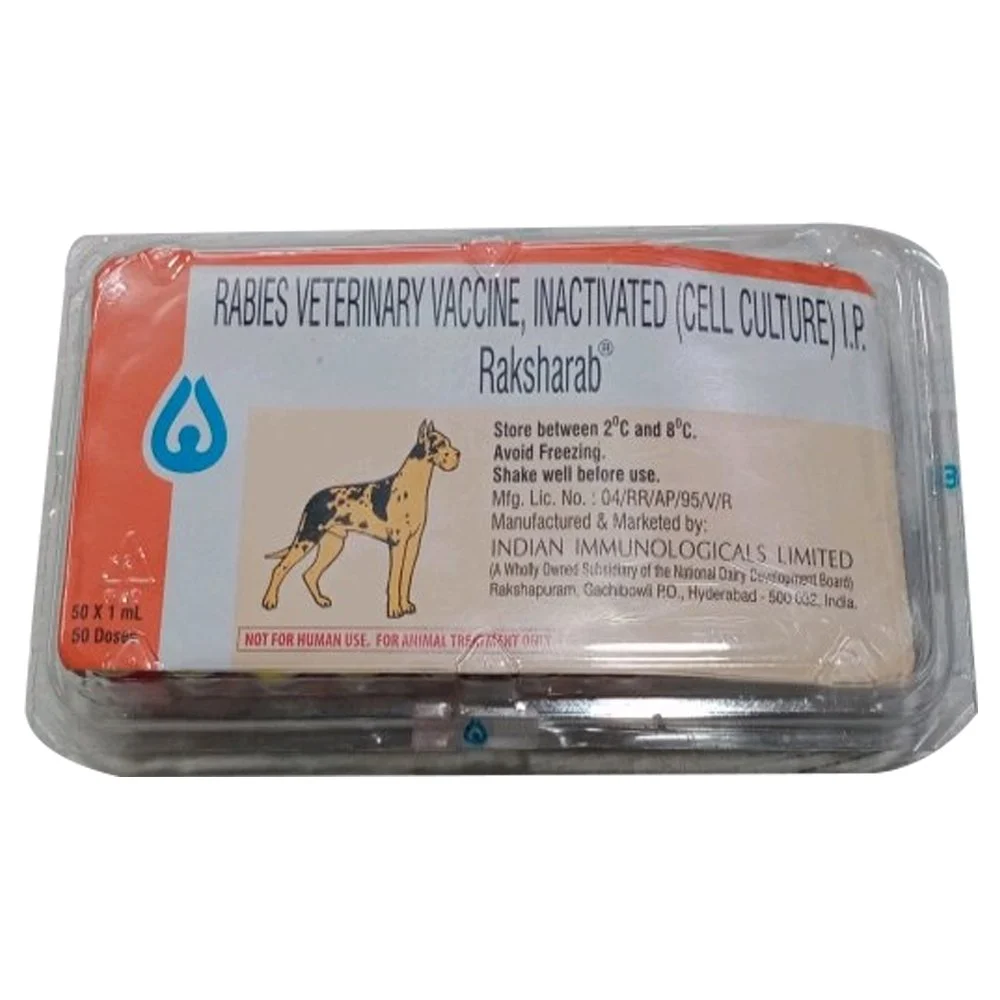 RABIES VETERINARY VACCINE, INACTIVATED (CELL CULTURE) I.P.
Raksharab®
Store between 2⁰C and 8⁰C.
Avoid Freezing.
Shake well before use.
Mfg. Lic. No. : 04/RR/AP/95/V/R
Manufactured & Marketed by:
INDIAN IMMUNOLOGICALS LIMITED
(A Wholly Owned Subsidiary of the National Dairy Development Board)
Rakshapuram, Gachibowli P.O., Hyderabad - 500 032, India.
50 X 1 mL
50 Doses
NOT FOR HUMAN USE. FOR ANIMAL TREATMENT ONLY